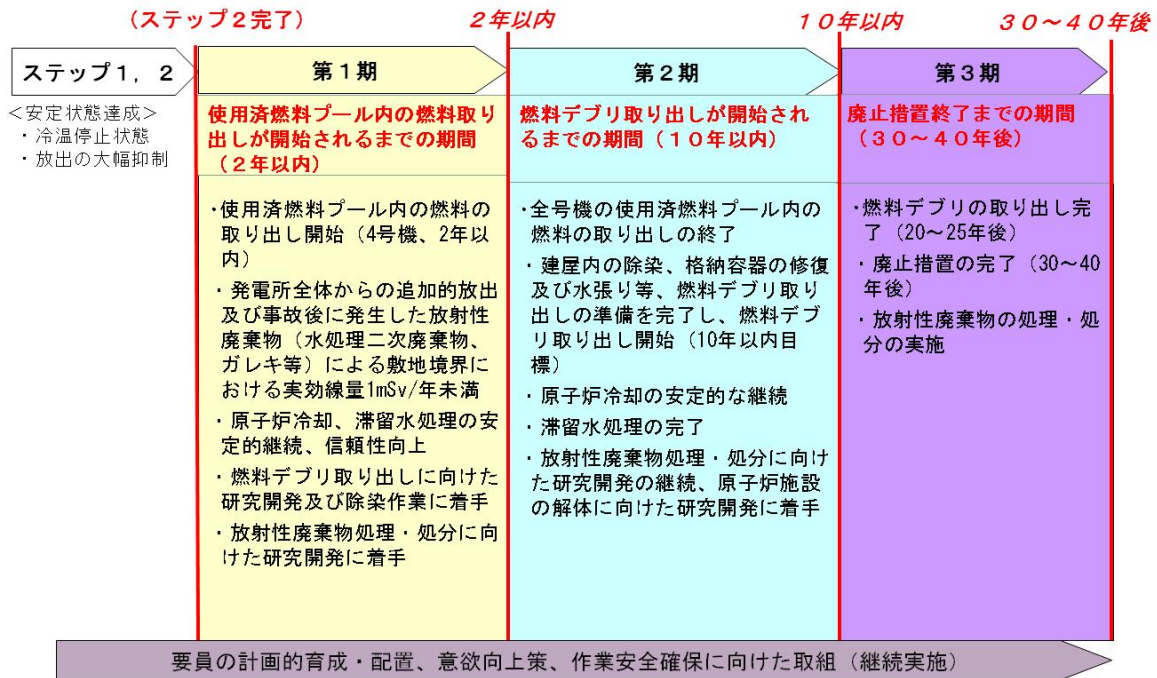 (ステップ2完了)
2年以内
10年以内
30～40年後
ステップ1，2
第1期
第2期
第3期
＜安定状態達成＞
・冷温停止状態
・放出の大幅抑制
使用済燃料プール内の燃料取り
出しが開始されるまでの期間
（2年以内）
・使用済燃料プール内の燃料の
取り出し開始（4号機、2年以
内）
・発電所全体からの追加的放出
及び事故後に発生した放射性
廃棄物（水処理二次廃棄物、
ガレキ等）による敷地境界に
おける実効線量1mSv/年未満
・原子炉冷却、滞留水処理の安
定的継続、信頼性向上
・燃料デブリ取り出しに向けた
研究開発及び除染作業に着手
・放射性廃棄物処理・処分に向
けた研究開発に着手
燃料デブリ取り出しが開始され
るまでの期間（10年以内）
・全号機の使用済燃料プール内の
燃料の取り出しの終了
・建屋内の除染、格納容器の修復
及び水張り等、燃料デブリ取り
出しの準備を完了し、燃料デブ
リ取り出し開始（10年以内目
標）
・原子炉冷却の安定的な継続
・滞留水処理の完了
・放射性廃棄物処理・処分に向け
た研究開発の継続、原子炉施設
の解体に向けた研究開発に着手
廃止措置終了までの期間
（30～40年後）
・燃料デブリの取り出し完
了（20～25年後）
・廃止措置の完了（30～40
年後）
・放射性廃棄物の処理・処
分の実施
要員の計画的育成・配置、意欲向上策、作業安全確保に向けた取組（継続実施）